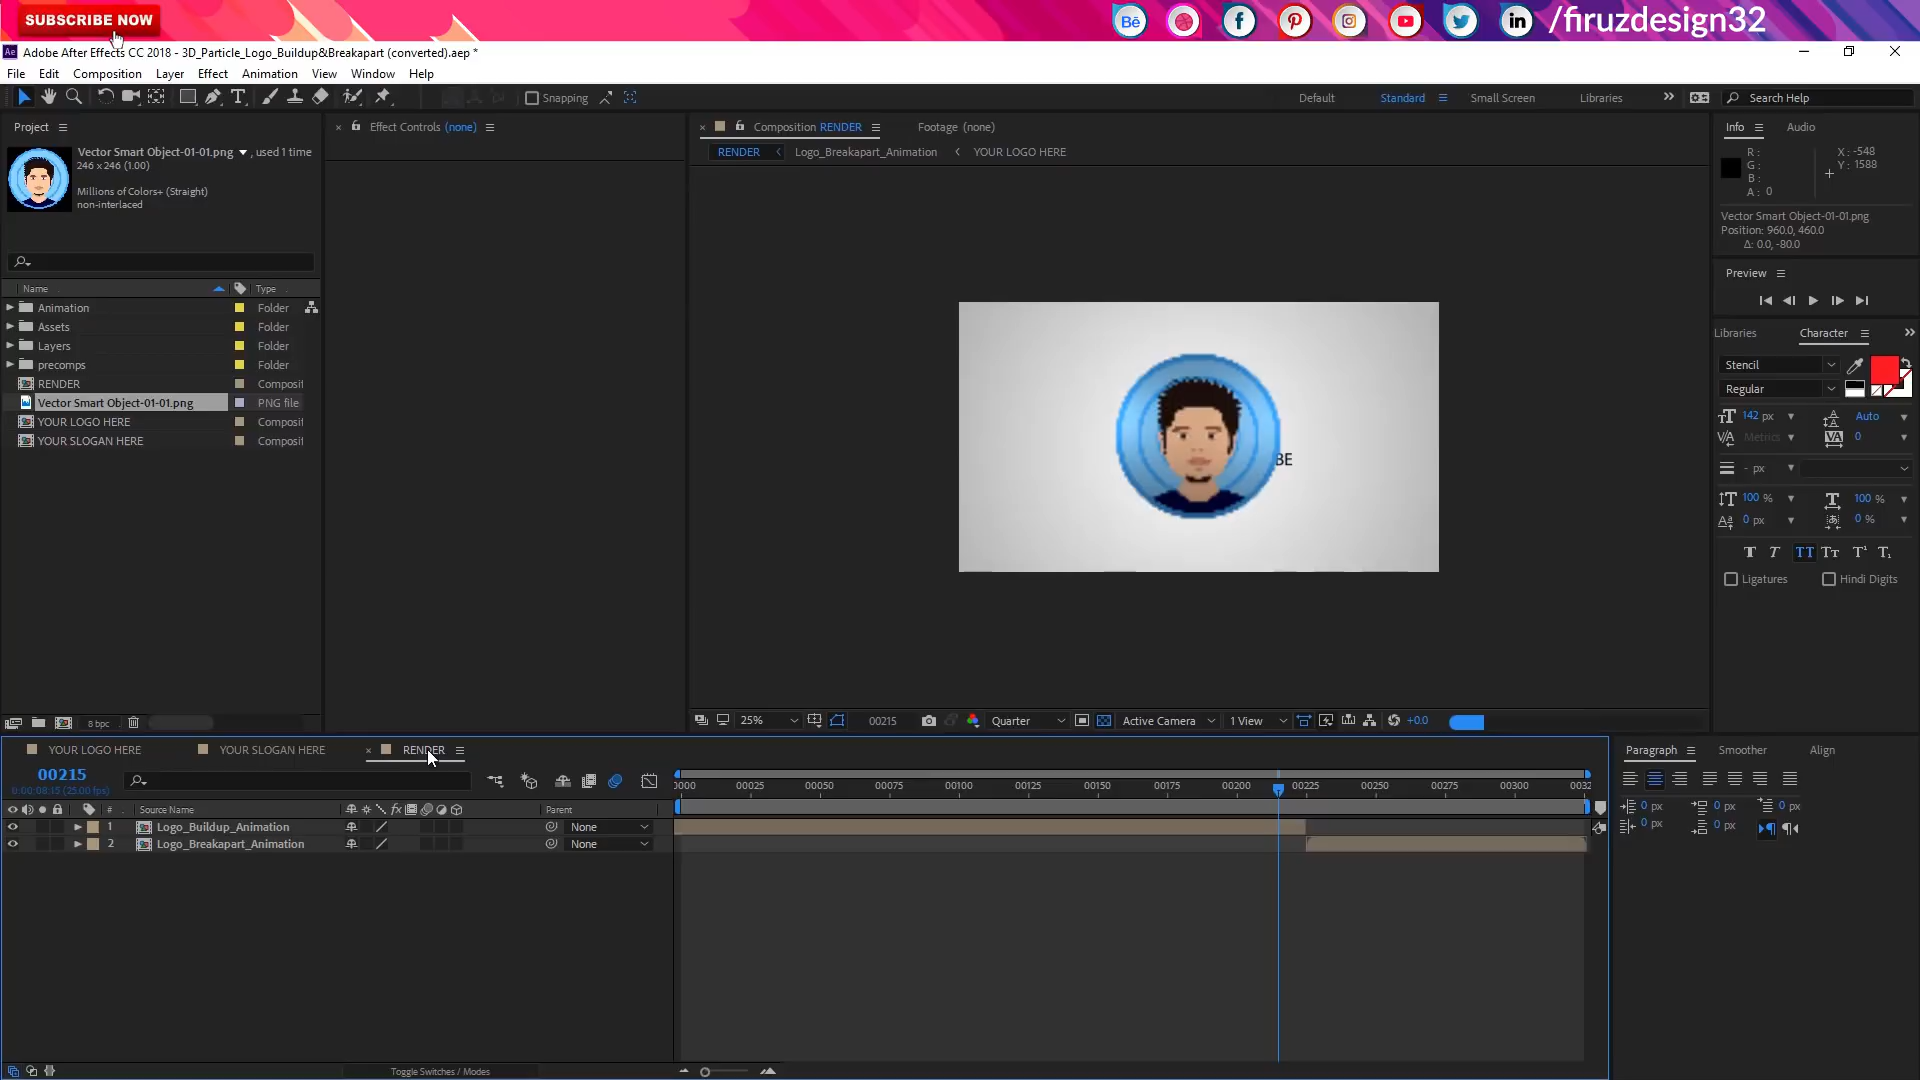 SUBSCRIBE NOW
/firuzdesign32
Adobe After Effects CC 2018 - 3D_Particle_Logo_Buildup&Breakapart (converted).aep *
File Edit Composition Layer Effect Animation View Window Help
Snapping Default Standard Small Screen Libraries Search Help
Project
Vector Smart Object-01-01.png , used 1 time
246 x 246 (1.00)
Millions of Colors+ (Straight)
non-interlaced
Name Type
Animation Folder
Assets Folder
Layers Folder
precomps Folder
RENDER Composit
Vector Smart Object-01-01.png PNG file
YOUR LOGO HERE Composit
YOUR SLOGAN HERE Composit
8 bpc
Effect Controls (none)
Composition RENDER Footage (none)
RENDER Logo_Breakapart_Animation YOUR LOGO HERE
BE
25% 00215 Quarter Active Camera 1 View +0.0
Info Audio
R: X: -548
G: Y: 1588
B:
A: 0
Vector Smart Object-01-01.png
Position: 960.0, 460.0
Δ: 0.0, -80.0
Preview
Libraries Character
Stencil
Regular
142 px Auto
Metrics 0
- px
100 % 100 %
0 px 0 %
Ligatures Hindi Digits
YOUR LOGO HERE YOUR SLOGAN HERE RENDER
00215
0:00:08:15 (25.00 fps)
0000 00025 00050 00075 00100 00125 00150 00175 00200 00225 00250 00275 00300 0032
# Source Name Parent
1 Logo_Buildup_Animation None
2 Logo_Breakapart_Animation None
Toggle Switches / Modes
Paragraph Smoother Align
0 px 0 px 0 px
0 px 0 px